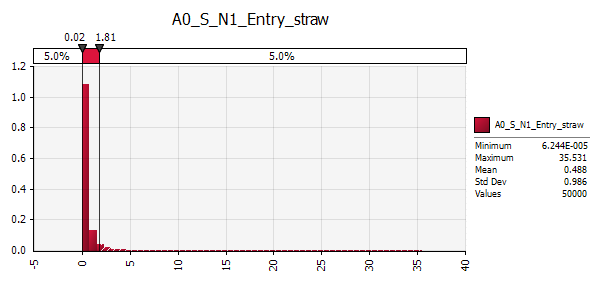 A0_S_N1_Entry_straw
0.02 1.81
5.0% 5.0%
1.2
1.0
0.8
0.6
0.4
0.2
0.0
-5 0 5 10 15 20 25 30 35 40
A0_S_N1_Entry_straw
Minimum 6.244E-005
Maximum 35.531
Mean 0.488
Std Dev 0.986
Values 50000